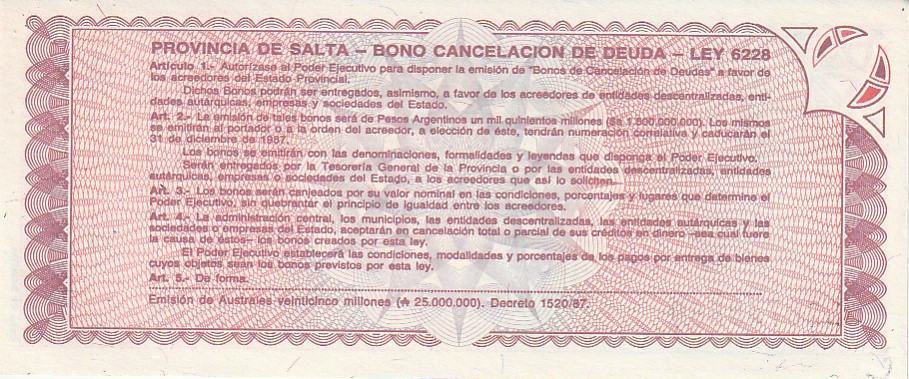 PROVINCIA DE SALTA – BONO CANCELACION DE DEUDA – LEY 6228
Artículo 1.- Autorízase al Poder Ejecutivo para disponer la emisión de "Bonos de Cancelación de Deudas" a favor de
los acreedores del Estado Provincial.
Dichos Bonos podrán ser entregados, asimismo, a favor de los acreedores de entidades descentralizadas, enti-
dades autárquicas, empresas y sociedades del Estado.
Art. 2.- La emisión de tales bonos será de Pesos Argentinos un mil quinientos millones ($a 1.500.000.000). Los mismos
se emitirán al portador o a la orden del acreedor, a elección de éste, tendrán numeración correlativa y caducarán el
31 de diciembre de 1987.
Los bonos se emitirán con las denominaciones, formalidades y leyendas que disponga el Poder Ejecutivo.
Serán entregados por la Tesorería General de la Provincia o por las entidades descentralizadas, entidades
autárquicas, empresas o sociedades del Estado, a los acreedores que así lo soliciten.
Art. 3.- Los bonos serán canjeados por su valor nominal en las condiciones, porcentajes y lugares que determine el
Poder Ejecutivo, sin quebrantar el principio de igualdad entre los acreedores.
Art. 4.- La administración central, los municipios, las entidades descentralizadas, las entidades autárquicas y las
sociedades o empresas del Estado, aceptarán en cancelación total o parcial de sus créditos en dinero –sea cual fuere
la causa de éstos– los bonos creados por esta ley.
El Poder Ejecutivo establecerá las condiciones, modalidades y porcentajes de los pagos por entrega de bienes
cuyos objetos sean los bonos previstos por esta ley.
Art. 5.- De forma.
Emisión de Australes veinticinco millones (₳ 25.000.000). Decreto 1520/87.